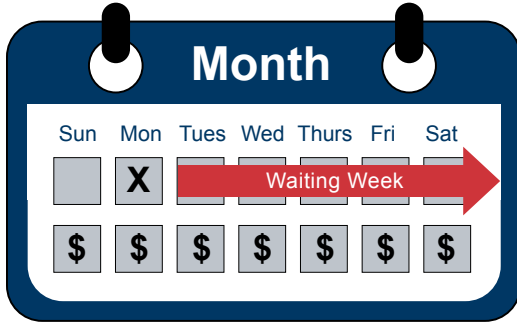 Month
Sun Mon Tues Wed Thurs Fri Sat
X Waiting Week
$ $ $ $ $ $ $